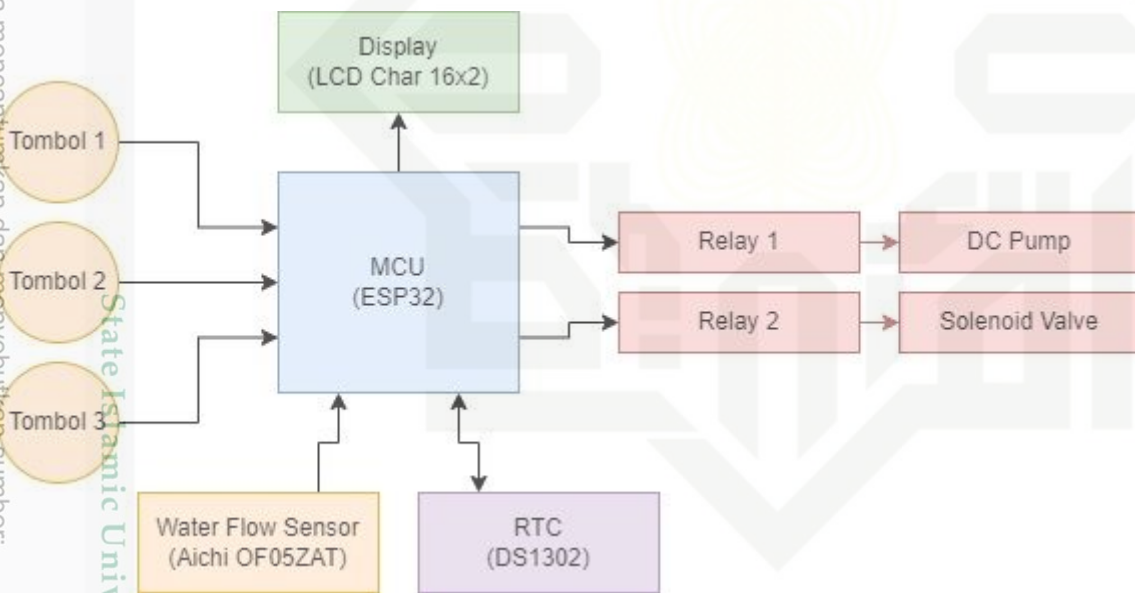 Display
(LCD Char 16x2)
Tombol 1
Tombol 2
Tombol 3
MCU
(ESP32)
Relay 1
DC Pump
Relay 2
Solenoid Valve
Water Flow Sensor
(Aichi OF05ZAT)
RTC
(DS1302)
State Islamic